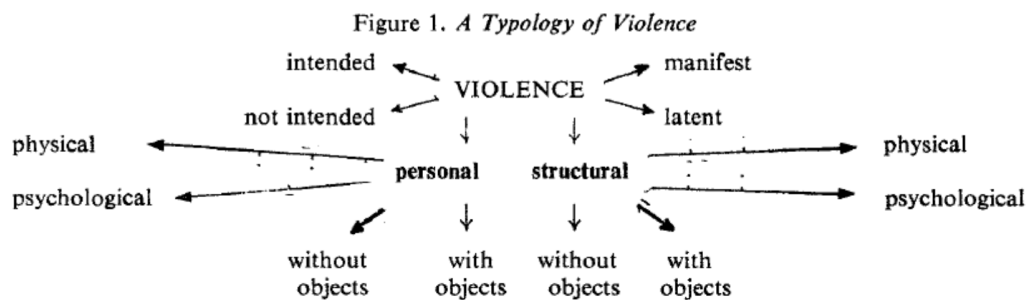 Figure 1. A Typology of Violence
intended
manifest
VIOLENCE
not intended
latent
physical
physical
personal
structural
psychological
psychological
without
with
without
with
objects
objects
objects
objects